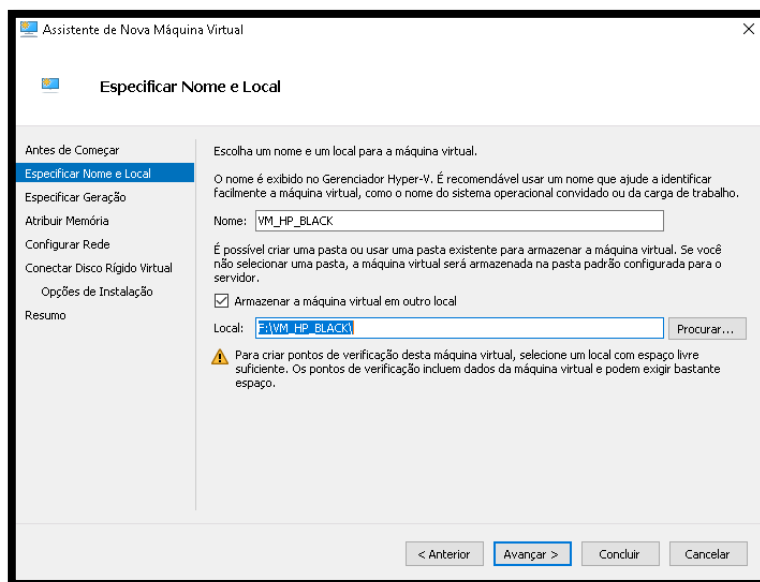 Assistente de Nova Máquina Virtual
Especificar Nome e Local
Antes de Começar
Especificar Nome e Local
Especificar Geração
Atribuir Memória
Configurar Rede
Conectar Disco Rígido Virtual
Opções de Instalação
Resumo
Escolha um nome e um local para a máquina virtual.
O nome é exibido no Gerenciador Hyper-V. É recomendável usar um nome que ajude a identificar
facilmente a máquina virtual, como o nome do sistema operacional convidado ou da carga de trabalho.
Nome: VM_HP_BLACK
É possível criar uma pasta ou usar uma pasta existente para armazenar a máquina virtual. Se você
não selecionar uma pasta, a máquina virtual será armazenada na pasta padrão configurada para o
servidor.
Armazenar a máquina virtual em outro local
Local: F:\VM_HP_BLACK\ Procurar...
Para criar pontos de verificação desta máquina virtual, selecione um local com espaço livre
suficiente. Os pontos de verificação incluem dados da máquina virtual e podem exigir bastante
espaço.
< Anterior Avançar > Concluir Cancelar